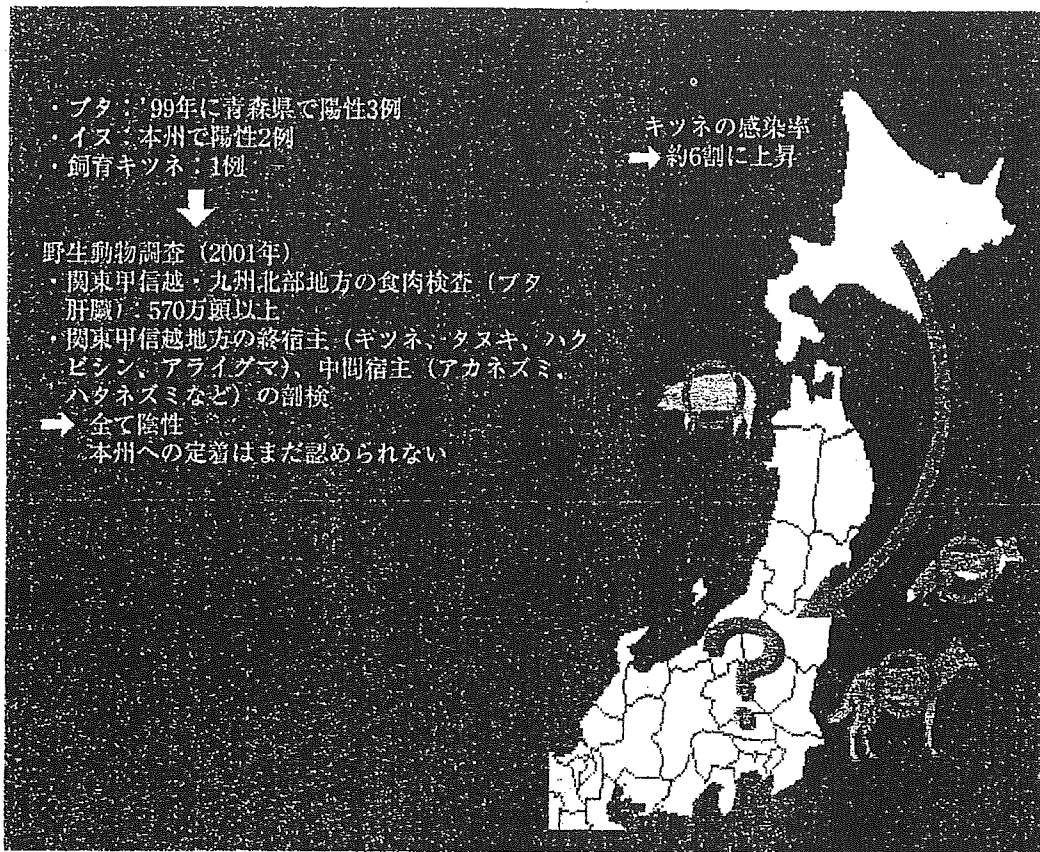 ・ブタ：'99年に青森県で陽性3例
・イヌ：本州で陽性2例
・飼育キツネ：1例
野生動物調査（2001年）
・関東甲信越・九州北部地方の食肉検査（ブタ
肝臓）：570万頭以上
・関東甲信越地方の終宿主（キツネ、タヌキ、ハク
ビシン、アライグマ）、中間宿主（アカネズミ、
ハタネズミなど）の剖検
➡ 全て陰性
本州への定着はまだ認められない
キツネの感染率
➡ 約6割に上昇
?